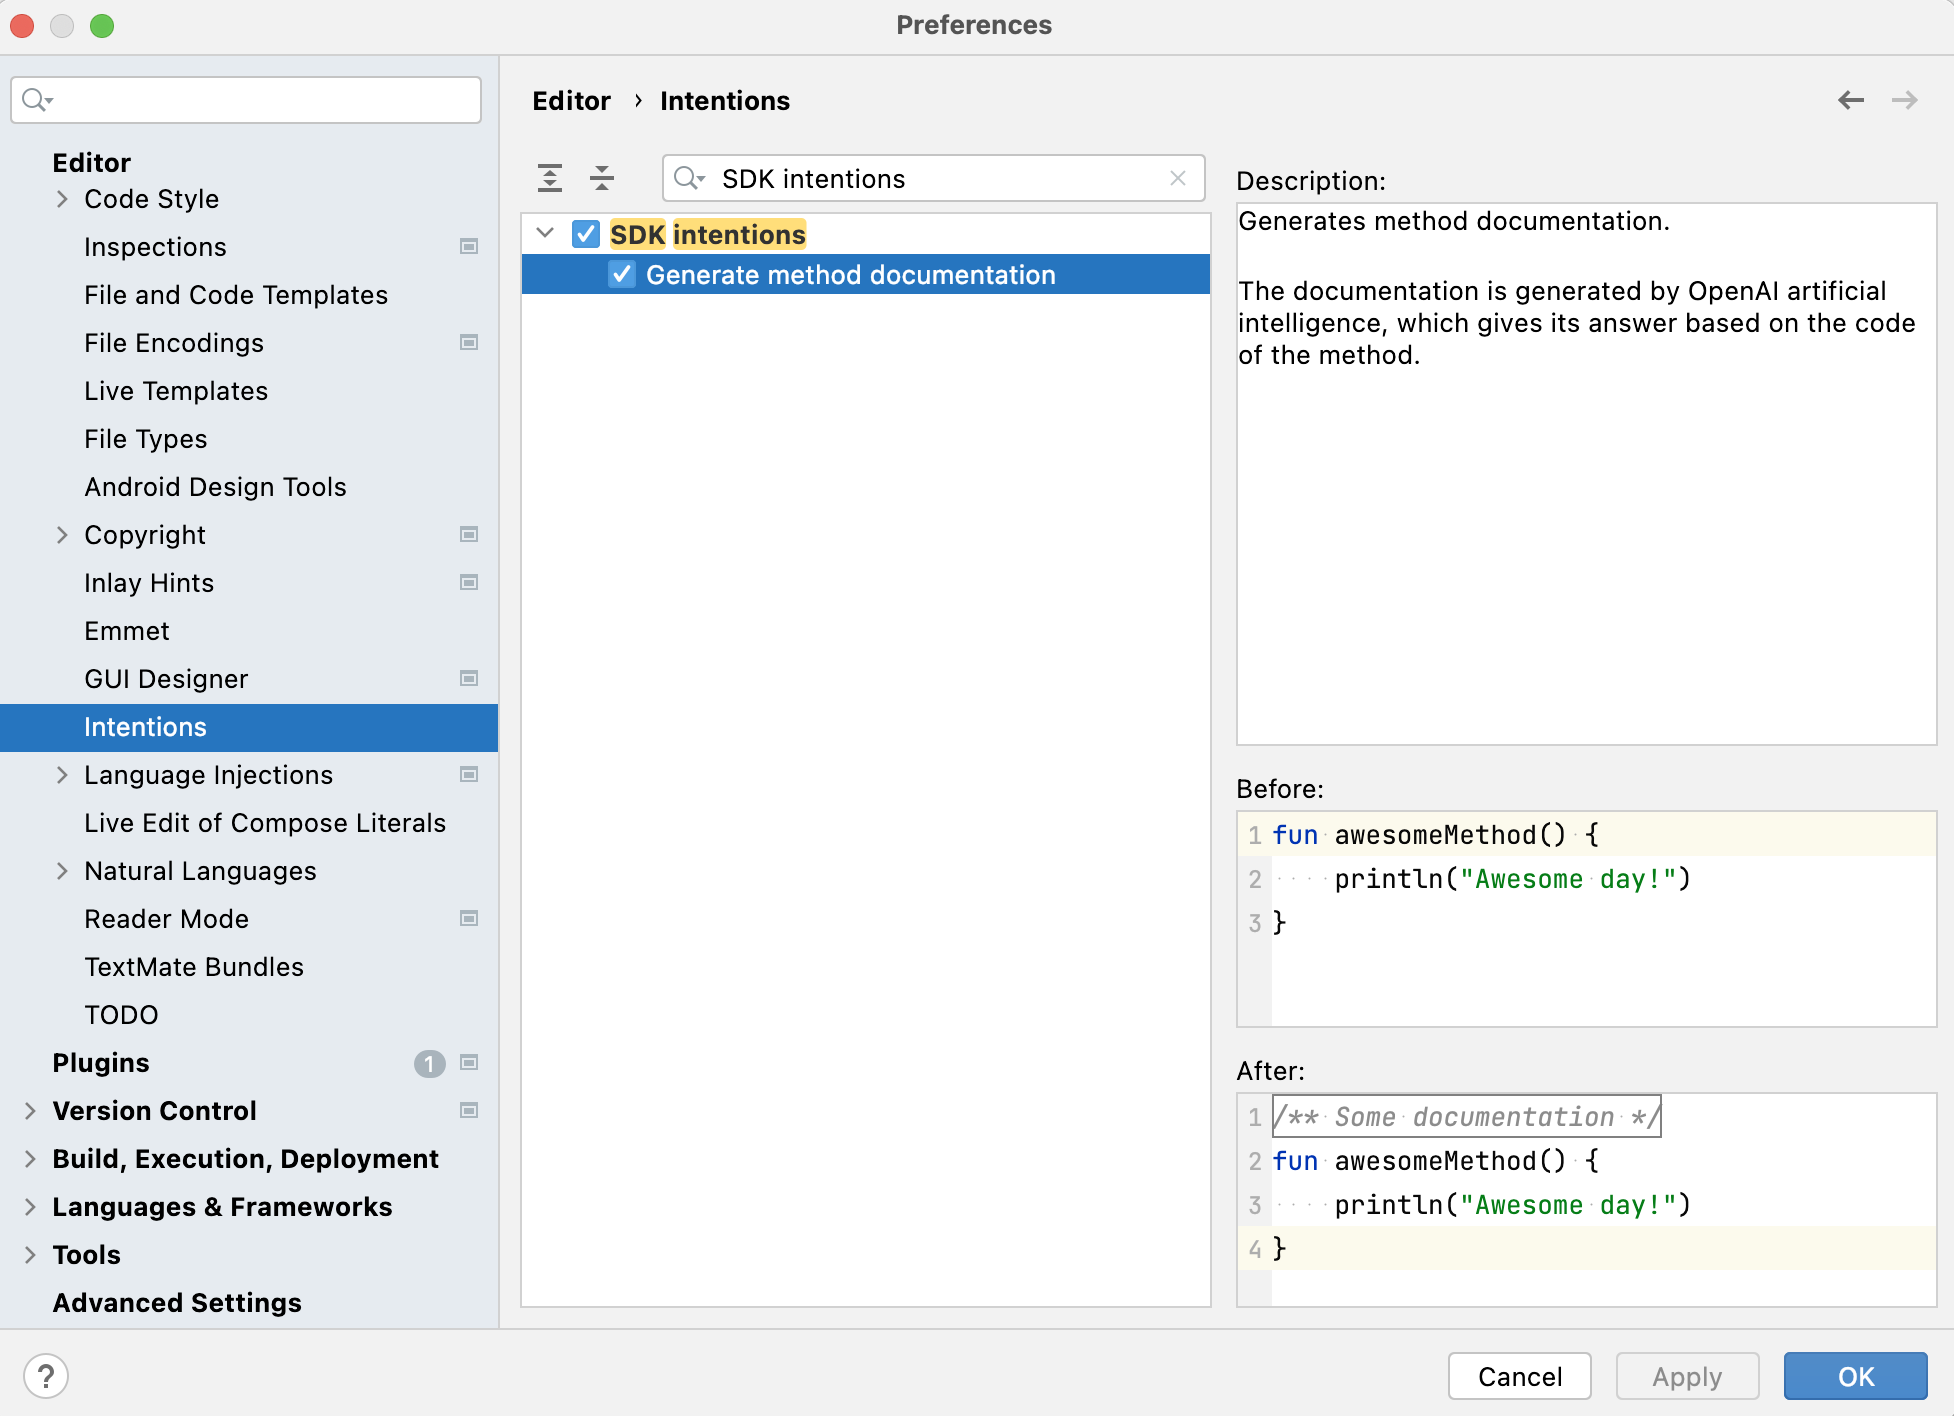 Preferences
Editor
Code Style
Inspections
File and Code Templates
File Encodings
Live Templates
File Types
Android Design Tools
Copyright
Inlay Hints
Emmet
GUI Designer
Intentions
Language Injections
Live Edit of Compose Literals
Natural Languages
Reader Mode
TextMate Bundles
TODO
Plugins 1
Version Control
Build, Execution, Deployment
Languages & Frameworks
Tools
Advanced Settings
Editor › Intentions
SDK intentions
SDK intentions
Generate method documentation
Description:
Generates method documentation.
The documentation is generated by OpenAI artificial
intelligence, which gives its answer based on the code
of the method.
Before:
1 fun awesomeMethod() {
2 println("Awesome day!")
3 }
After:
1 /** Some documentation */
2 fun awesomeMethod() {
3 println("Awesome day!")
4 }
?
Cancel Apply OK